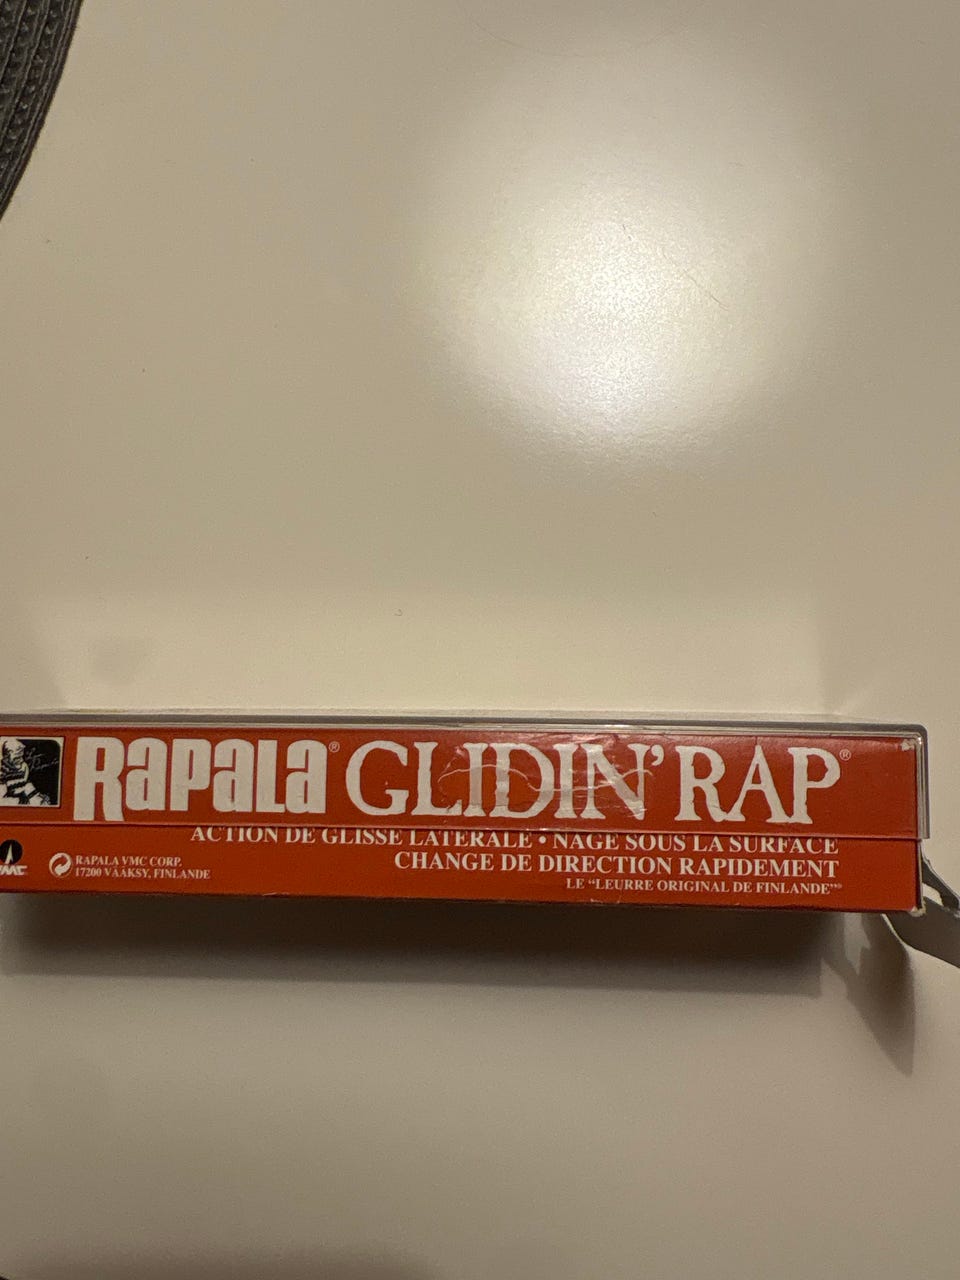 Rapala® GLIDIN' RAP®
ACTION DE GLISSE LATERALE • NAGE SOUS LA SURFACE
CHANGE DE DIRECTION RAPIDEMENT
LE “LEURRE ORIGINAL DE FINLANDE”
VMC
RAPALA VMC CORP.
17200 VÄÄKSY, FINLANDE